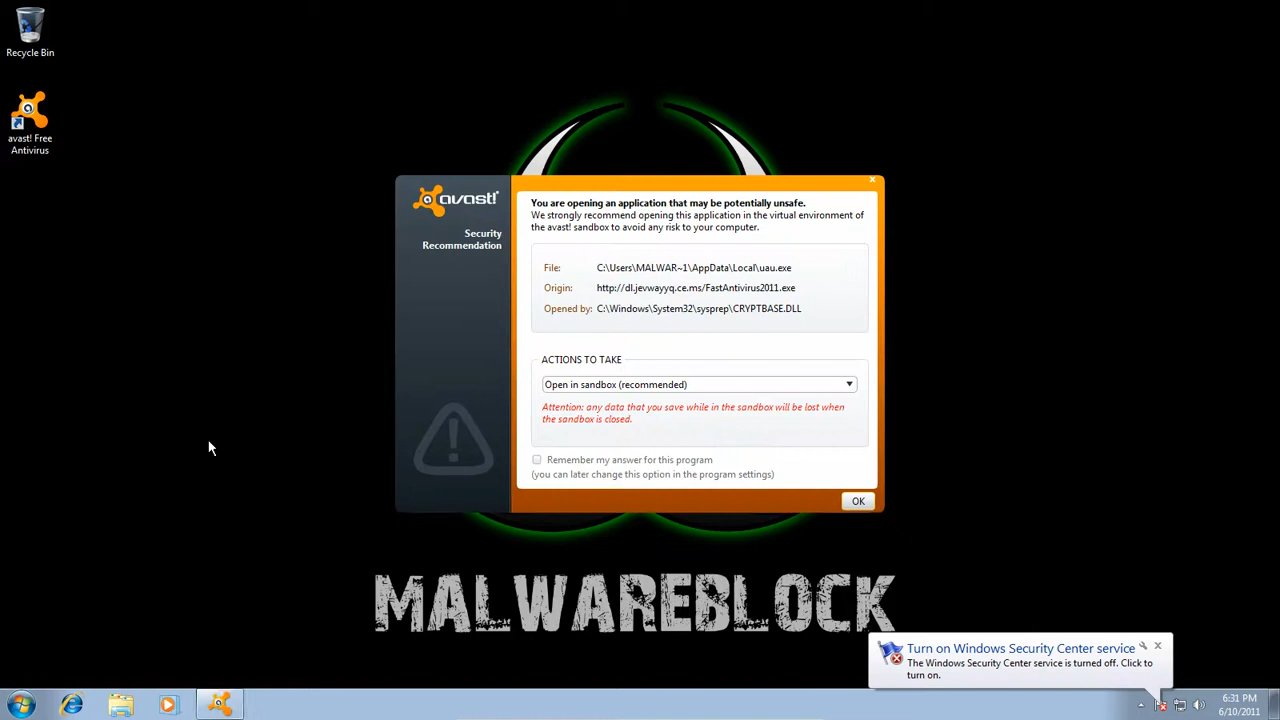 Recycle Bin
avast! Free
Antivirus
avast!
Security
Recommendation
You are opening an application that may be potentially unsafe.
We strongly recommend opening this application in the virtual environment of
the avast! sandbox to avoid any risk to your computer.
File: C:\Users\MALWAR~1\AppData\Local\uau.exe
Origin: http://dl.jevwayyq.ce.ms/FastAntivirus2011.exe
Opened by: C:\Windows\System32\sysprep\CRYPTBASE.DLL
ACTIONS TO TAKE
Open in sandbox (recommended)
Attention: any data that you save while in the sandbox will be lost when
the sandbox is closed.
Remember my answer for this program
(you can later change this option in the program settings)
OK
MALWAREBLOCK
Turn on Windows Security Center service
The Windows Security Center service is turned off. Click to
turn on.
6:31 PM
6/10/2011